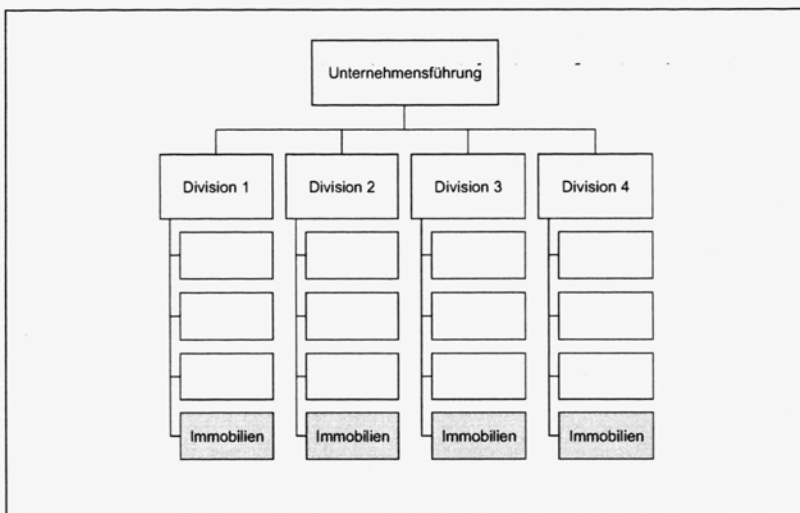 Unternehmensführung
Division 1
Division 2
Division 3
Division 4
Immobilien
Immobilien
Immobilien
Immobilien